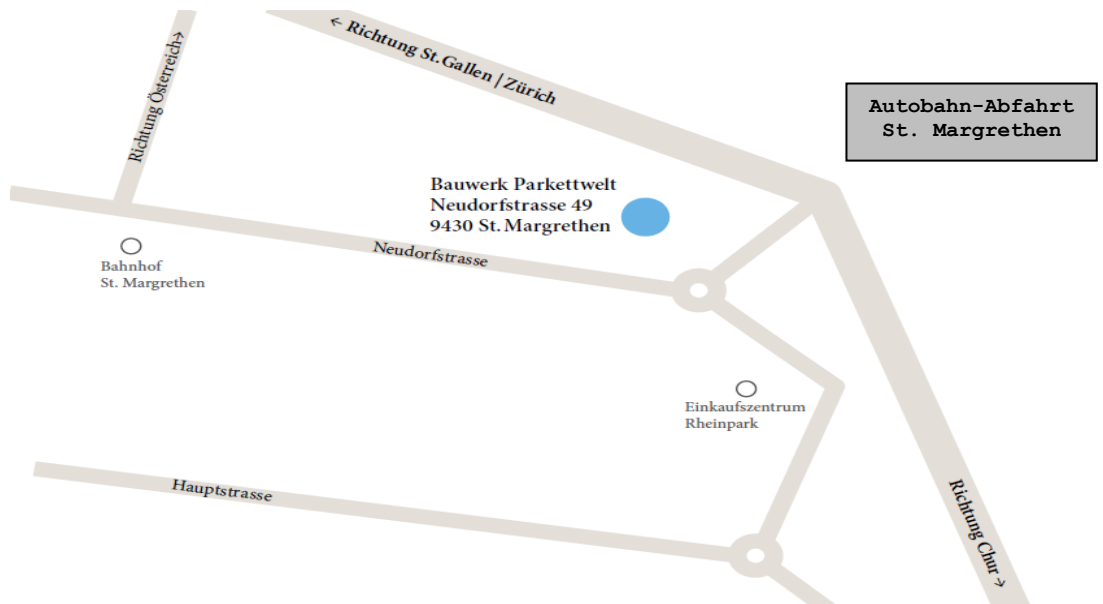 ← Richtung St. Gallen | Zürich
Richtung Österreich→
Autobahn-Abfahrt
St. Margrethen
Bauwerk Parkettwelt
Neudorfstrasse 49
9430 St. Margrethen
Neudorfstrasse
Bahnhof
St. Margrethen
Einkaufszentrum
Rheinpark
Hauptstrasse
Richtung Chur →